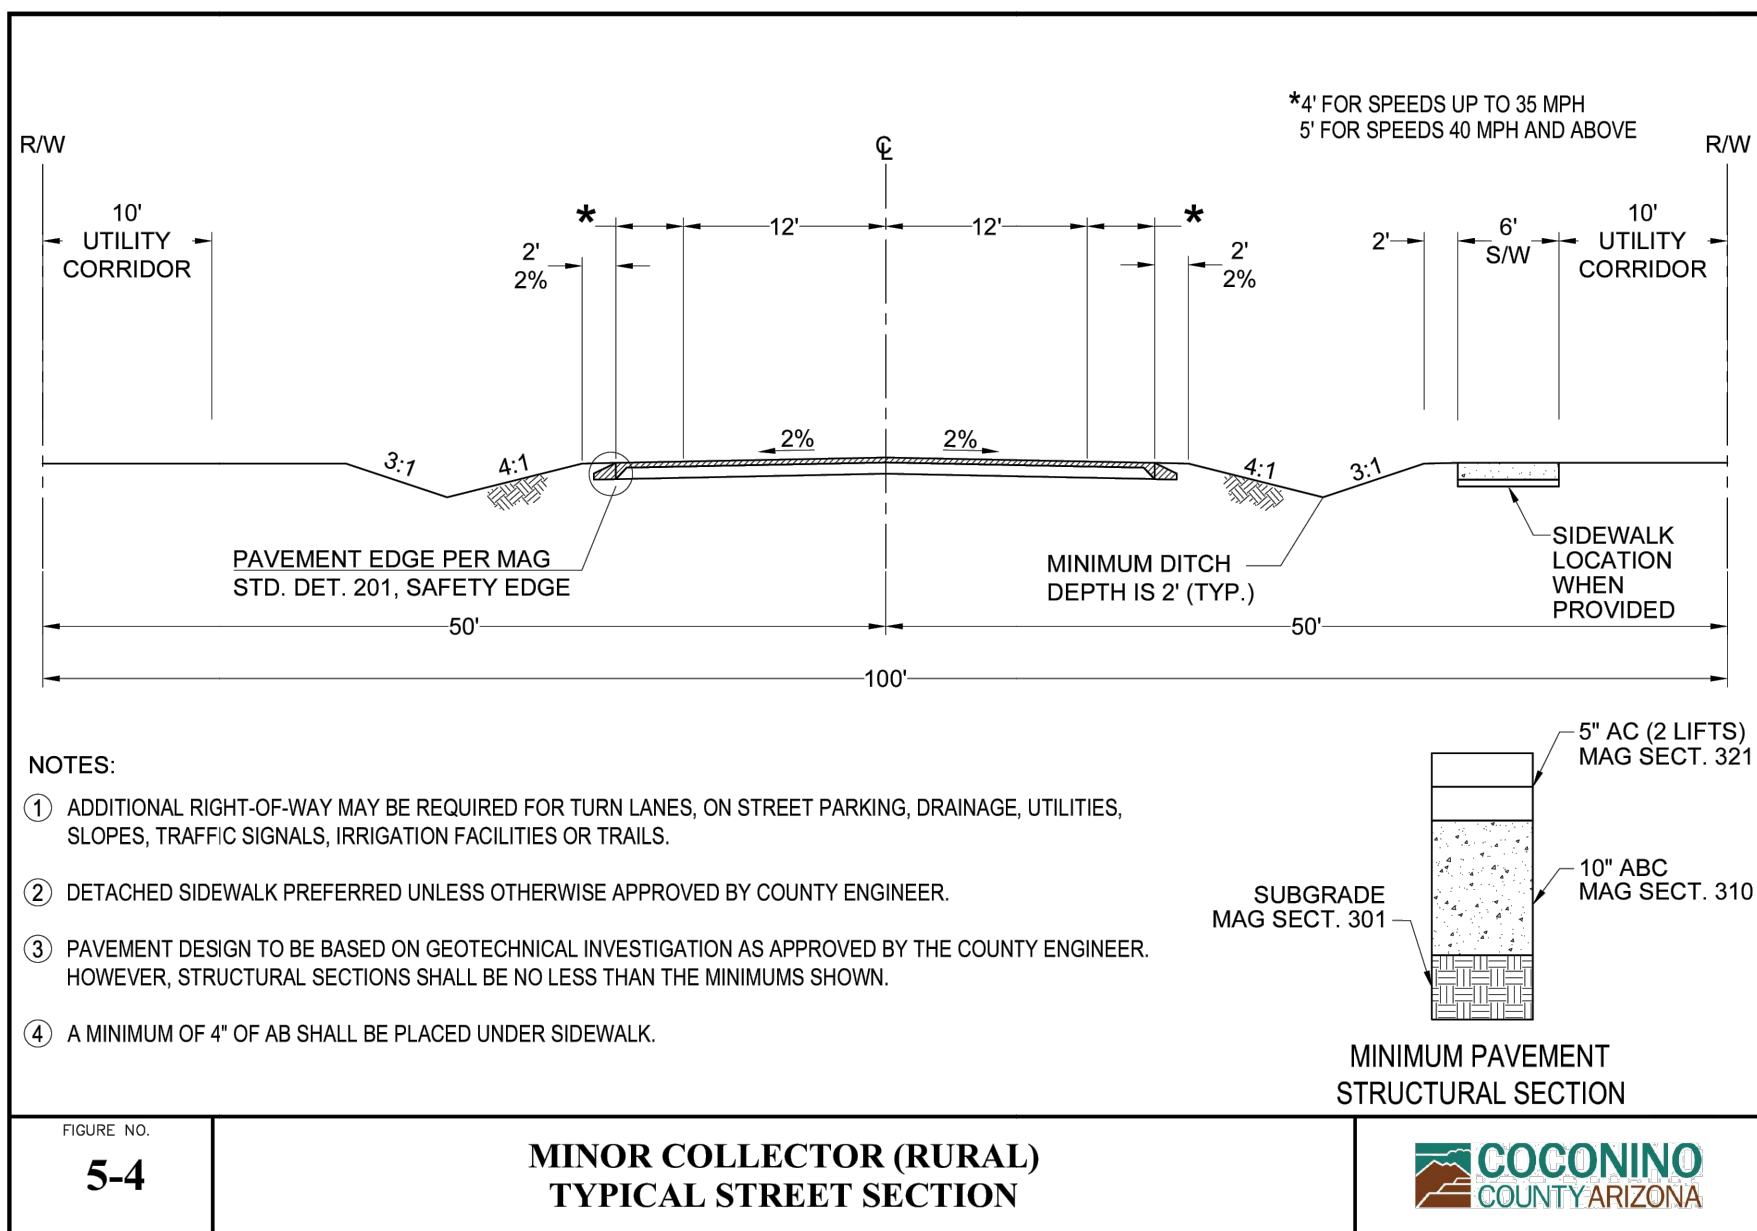 *4' FOR SPEEDS UP TO 35 MPH
5' FOR SPEEDS 40 MPH AND ABOVE
R/W
℄
R/W
10'
UTILITY
CORRIDOR
*
12'
12'
*
2'
2%
2'
2%
2'
6'
S/W
10'
UTILITY
CORRIDOR
3:1
4:1
2%
2%
4:1
3:1
PAVEMENT EDGE PER MAG
STD. DET. 201, SAFETY EDGE
MINIMUM DITCH
DEPTH IS 2' (TYP.)
SIDEWALK
LOCATION
WHEN
PROVIDED
50'
50'
100'
NOTES:
1 ADDITIONAL RIGHT-OF-WAY MAY BE REQUIRED FOR TURN LANES, ON STREET PARKING, DRAINAGE, UTILITIES,
SLOPES, TRAFFIC SIGNALS, IRRIGATION FACILITIES OR TRAILS.
2 DETACHED SIDEWALK PREFERRED UNLESS OTHERWISE APPROVED BY COUNTY ENGINEER.
3 PAVEMENT DESIGN TO BE BASED ON GEOTECHNICAL INVESTIGATION AS APPROVED BY THE COUNTY ENGINEER.
HOWEVER, STRUCTURAL SECTIONS SHALL BE NO LESS THAN THE MINIMUMS SHOWN.
4 A MINIMUM OF 4" OF AB SHALL BE PLACED UNDER SIDEWALK.
5" AC (2 LIFTS)
MAG SECT. 321
10" ABC
MAG SECT. 310
SUBGRADE
MAG SECT. 301
MINIMUM PAVEMENT
STRUCTURAL SECTION
FIGURE NO.
5-4
MINOR COLLECTOR (RURAL)
TYPICAL STREET SECTION
COCONINO
COUNTY ARIZONA